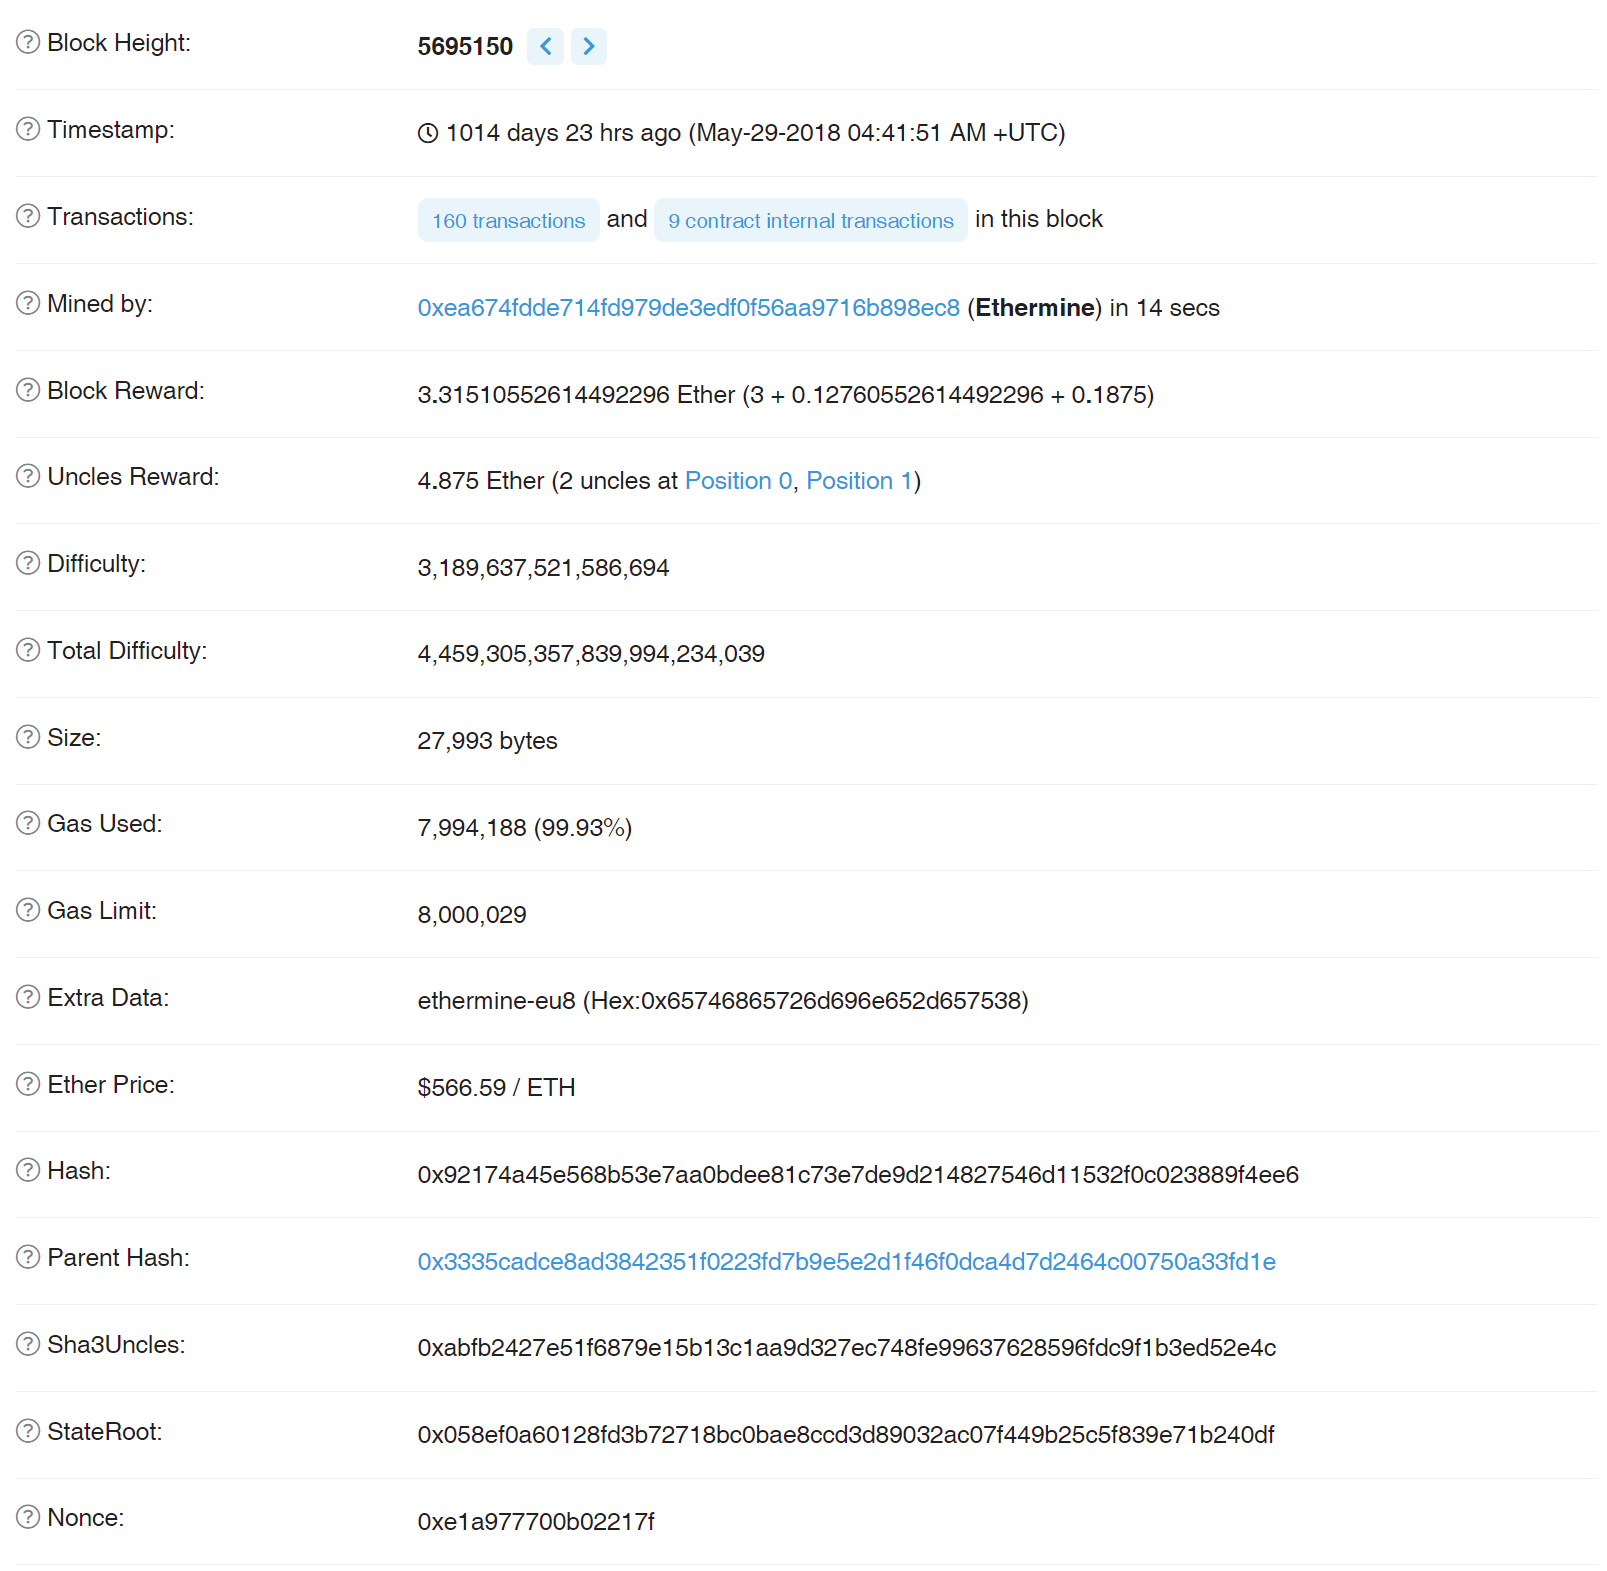 Block Height: 5695150
Timestamp: 1014 days 23 hrs ago (May-29-2018 04:41:51 AM +UTC)
Transactions: 160 transactions and 9 contract internal transactions in this block
Mined by: 0xea674fdde714fd979de3edf0f56aa9716b898ec8 (Ethermine) in 14 secs
Block Reward: 3.31510552614492296 Ether (3 + 0.12760552614492296 + 0.1875)
Uncles Reward: 4.875 Ether (2 uncles at Position 0, Position 1)
Difficulty: 3,189,637,521,586,694
Total Difficulty: 4,459,305,357,839,994,234,039
Size: 27,993 bytes
Gas Used: 7,994,188 (99.93%)
Gas Limit: 8,000,029
Extra Data: ethermine-eu8 (Hex:0x65746865726d696e652d657538)
Ether Price: $566.59 / ETH
Hash: 0x92174a45e568b53e7aa0bdee81c73e7de9d214827546d11532f0c023889f4ee6
Parent Hash: 0x3335cadce8ad3842351f0223fd7b9e5e2d1f46f0dca4d7d2464c00750a33fd1e
Sha3Uncles: 0xabfb2427e51f6879e15b13c1aa9d327ec748fe99637628596fdc9f1b3ed52e4c
StateRoot: 0x058ef0a60128fd3b72718bc0bae8ccd3d89032ac07f449b25c5f839e71b240df
Nonce: 0xe1a977700b02217f